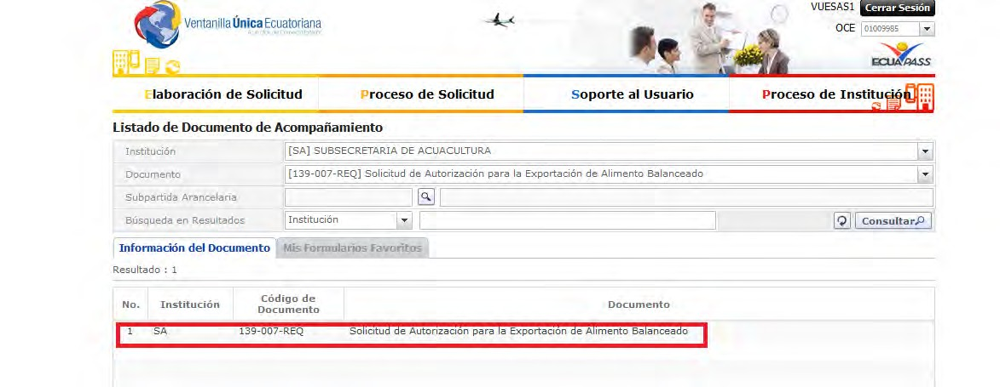 VUESAS1 Cerrar Sesión
Ventanilla Única Ecuatoriana
OCE 01009985
ECUAPASS
Elaboración de Solicitud Proceso de Solicitud Soporte al Usuario Proceso de Institución
Listado de Documento de Acompañamiento
Institución [SA] SUBSECRETARIA DE ACUACULTURA
Documento [139-007-REQ] Solicitud de Autorización para la Exportación de Alimento Balanceado
Subpartida Arancelaria
Búsqueda en Resultados Institución Consultar
Información del Documento Mis Formularios Favoritos
Resultado : 1
No. Institución Código de Documento Documento
1 SA 139-007-REQ Solicitud de Autorización para la Exportación de Alimento Balanceado